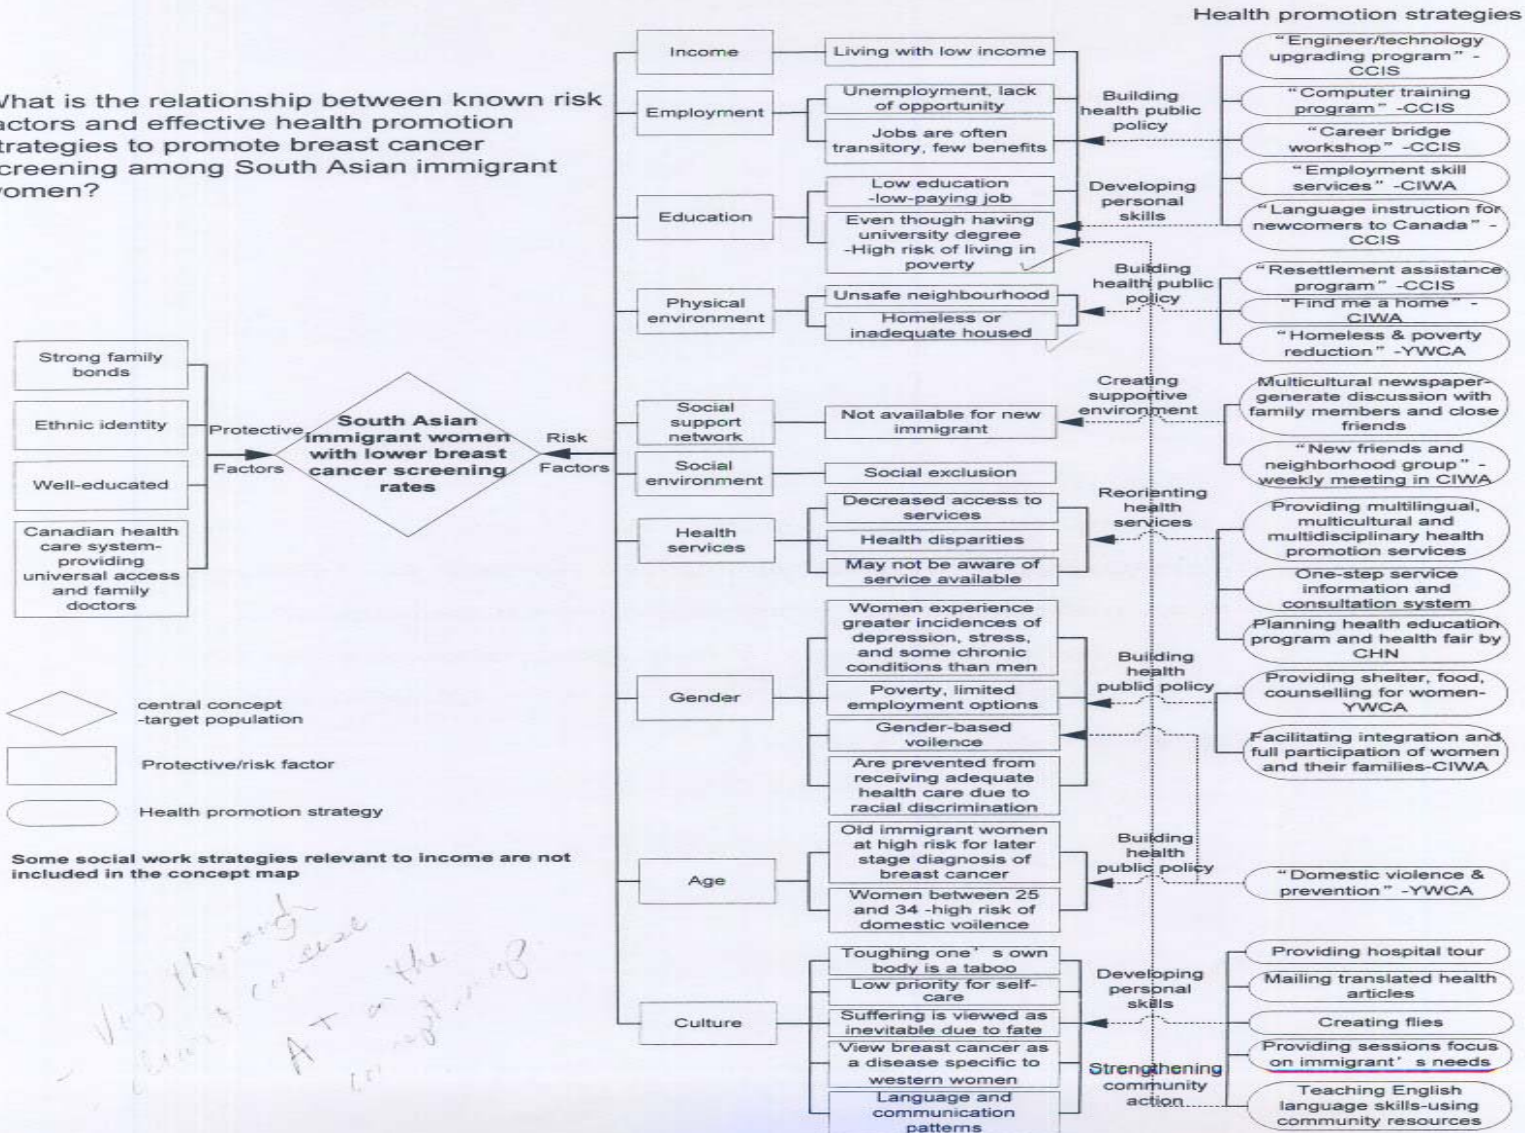 Health promotion strategies
What is the relationship between known risk
factors and effective health promotion
strategies to promote breast cancer
screening among South Asian immigrant
women?
Strong family
bonds
Ethnic identity
Well-educated
Canadian health
care system-
providing
universal access
and family
doctors
Protective
Factors
South Asian
immigrant women
with lower breast
cancer screening
rates
Risk
Factors
Income
Living with low income
Employment
Unemployment, lack
of opportunity
Jobs are often
transitory, few benefits
Education
Low education
-low-paying job
Even though having
university degree
-High risk of living in
poverty
Building
health public
policy
Developing
personal
skills
“Engineer/technology
upgrading program” -
CCIS
“Computer training
program” -CCIS
“Career bridge
workshop” -CCIS
“Employment skill
services” -CIWA
“Language instruction for
newcomers to Canada” -
CCIS
Physical
environment
Unsafe neighbourhood
Homeless or
inadequate housed
Building
health public
policy
“Resettlement assistance
program” -CCIS
“Find me a home” -
CIWA
“Homeless & poverty
reduction” -YWCA
Social
support
network
Not available for new
immigrant
Creating
supportive
environment
Multicultural newspaper-
generate discussion with
family members and close
friends
“New friends and
neighborhood group” -
weekly meeting in CIWA
Social
environment
Social exclusion
Health
services
Decreased access to
services
Health disparities
May not be aware of
service available
Reorienting
health
services
Providing multilingual,
multicultural and
multidisciplinary health
promotion services
One-step service
information and
consultation system
Planning health education
program and health fair by
CHN
Gender
Women experience
greater incidences of
depression, stress,
and some chronic
conditions than men
Poverty, limited
employment options
Gender-based
voilence
Are prevented from
receiving adequate
health care due to
racial discrimination
Building
health
public policy
Providing shelter, food,
counselling for women-
YWCA
Facilitating integration and
full participation of women
and their families-CIWA
Age
Old immigrant women
at high risk for later
stage diagnosis of
breast cancer
Women between 25
and 34 -high risk of
domestic voilence
Building
health
public policy
“Domestic violence &
prevention” -YWCA
Culture
Toughing one’s own
body is a taboo
Low priority for self-
care
Suffering is viewed as
inevitable due to fate
View breast cancer as
a disease specific to
western women
Language and
communication
patterns
Developing
personal
skills
Strengthening
community
action
Providing hospital tour
Mailing translated health
articles
Creating flies
Providing sessions focus
on immigrant’s needs
Teaching English
language skills-using
community resources
central concept
-target population
Protective/risk factor
Health promotion strategy
Some social work strategies relevant to income are not
included in the concept map
- Very thorough
concise
A+ on the
concept map